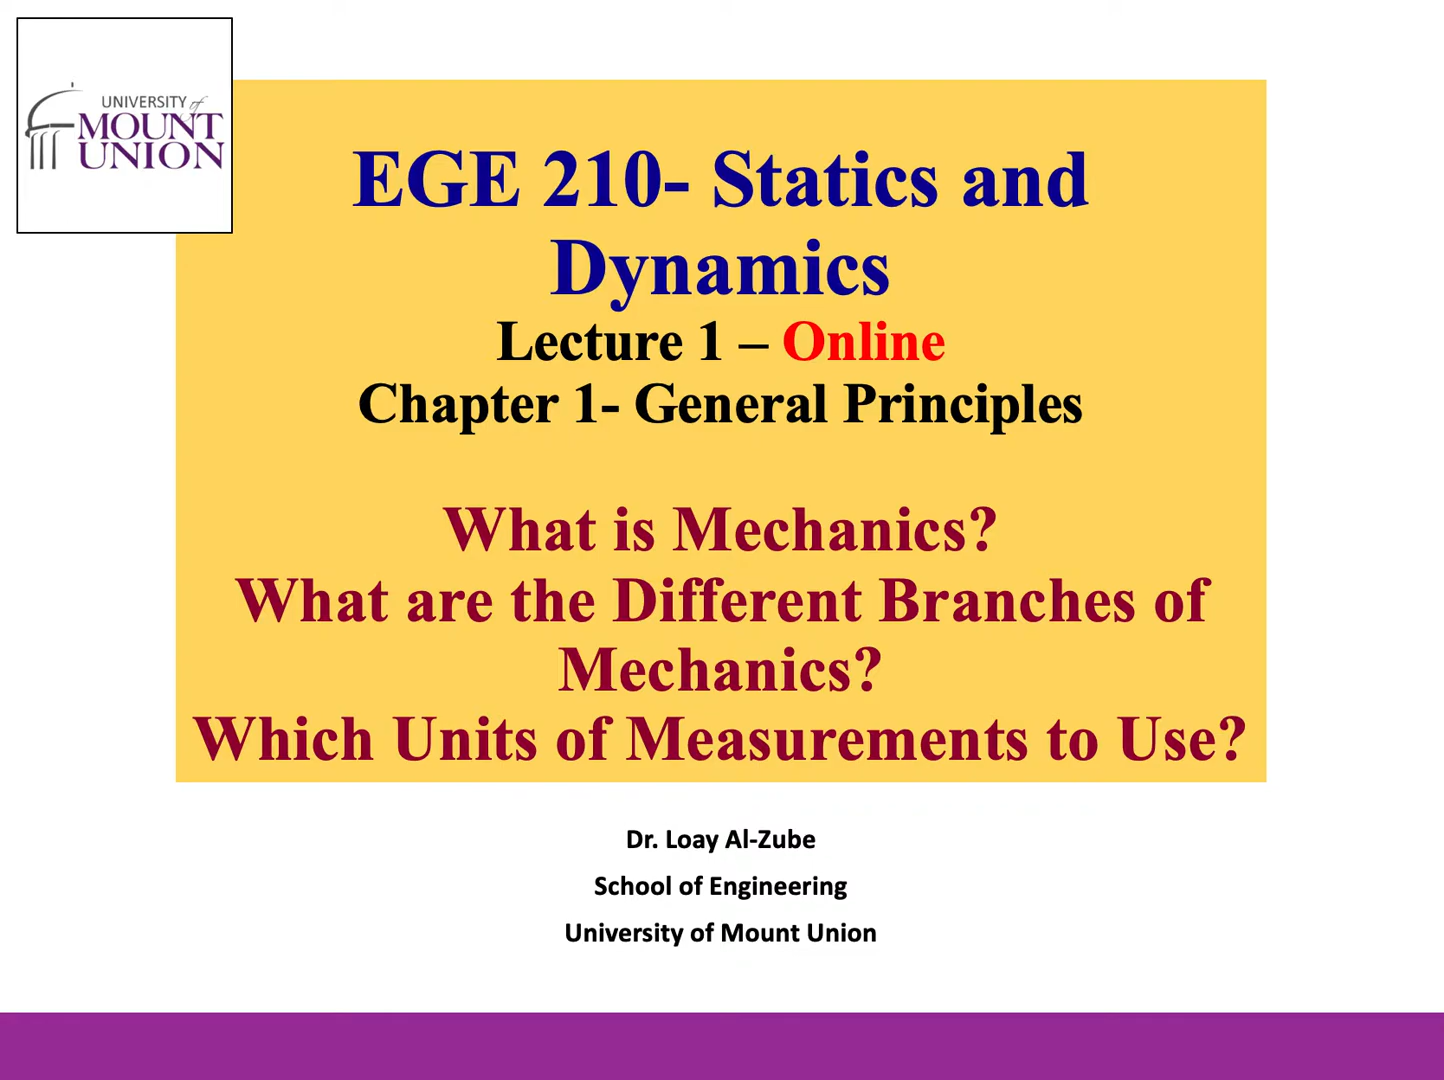 UNIVERSITY of
MOUNT
UNION
EGE 210- Statics and
Dynamics
Lecture 1 – Online
Chapter 1- General Principles
What is Mechanics?
What are the Different Branches of
Mechanics?
Which Units of Measurements to Use?
Dr. Loay Al-Zube
School of Engineering
University of Mount Union